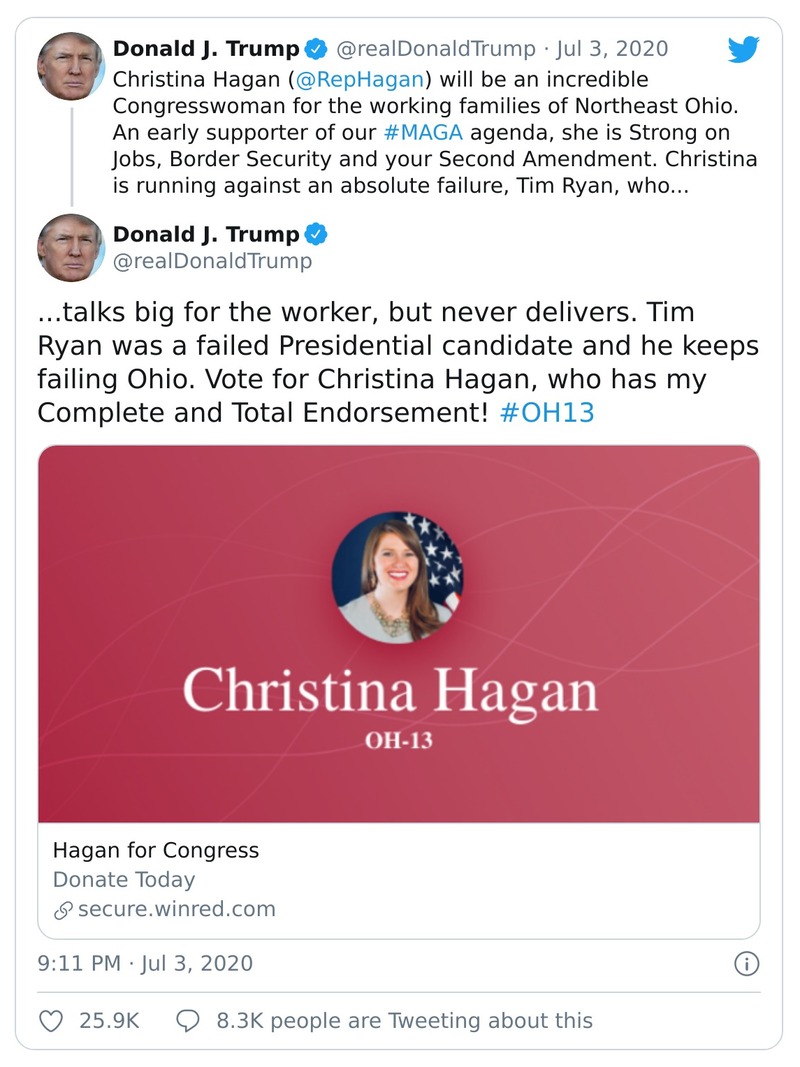 Donald J. Trump @realDonaldTrump · Jul 3, 2020
Christina Hagan (@RepHagan) will be an incredible
Congresswoman for the working families of Northeast Ohio.
An early supporter of our #MAGA agenda, she is Strong on
Jobs, Border Security and your Second Amendment. Christina
is running against an absolute failure, Tim Ryan, who...
Donald J. Trump
@realDonaldTrump
...talks big for the worker, but never delivers. Tim
Ryan was a failed Presidential candidate and he keeps
failing Ohio. Vote for Christina Hagan, who has my
Complete and Total Endorsement! #OH13
Christina Hagan
OH-13
Hagan for Congress
Donate Today
secure.winred.com
9:11 PM · Jul 3, 2020
25.9K 8.3K people are Tweeting about this